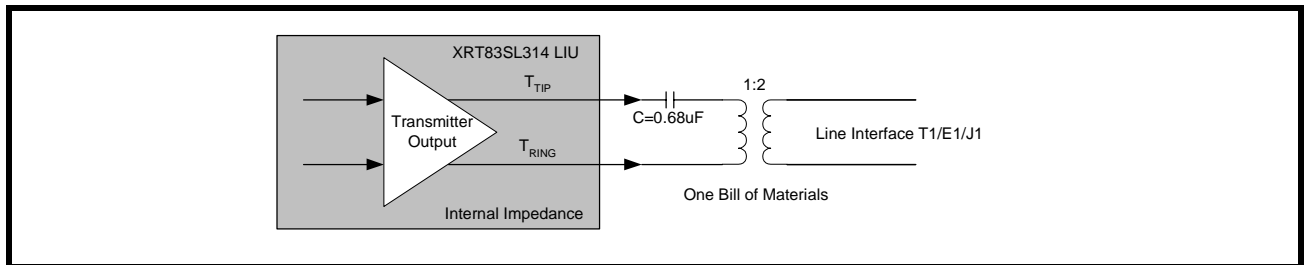 XRT83SL314 LIU
TTIP
1:2
C=0.68uF
Transmitter
Output
Line Interface T1/E1/J1
TRING
One Bill of Materials
Internal Impedance